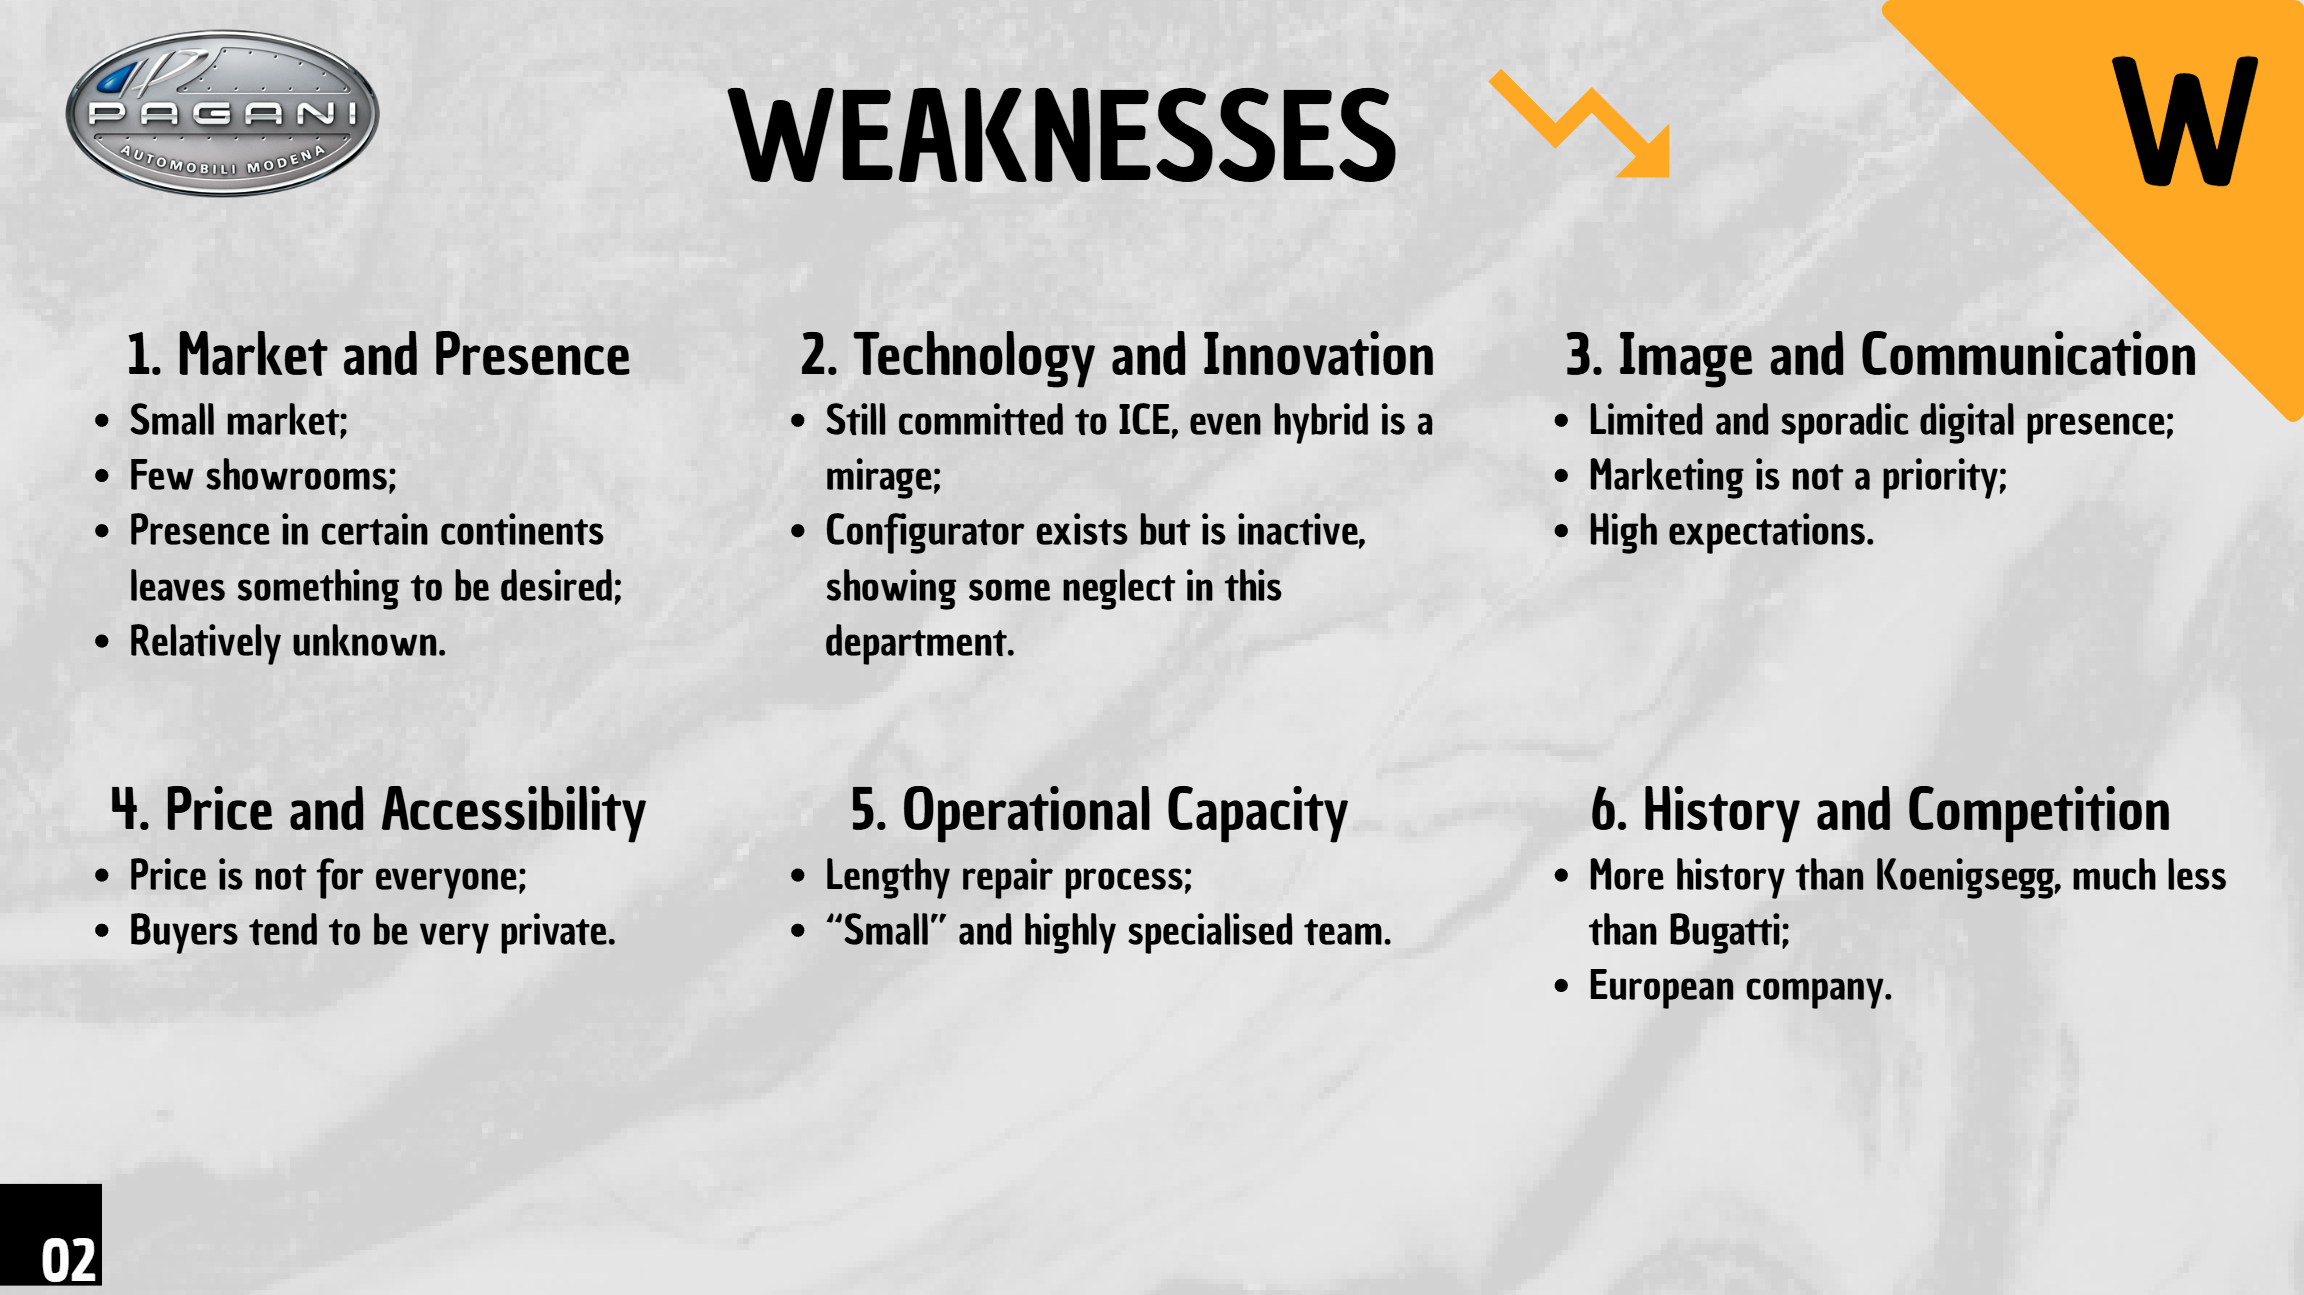 PAGANI
AUTOMOBILI MODENA
WEAKNESSES
W
1. Market and Presence
• Small market;
• Few showrooms;
• Presence in certain continents
leaves something to be desired;
• Relatively unknown.
2. Technology and Innovation
• Still committed to ICE, even hybrid is a
mirage;
• Configurator exists but is inactive,
showing some neglect in this
department.
3. Image and Communication
• Limited and sporadic digital presence;
• Marketing is not a priority;
• High expectations.
4. Price and Accessibility
• Price is not for everyone;
• Buyers tend to be very private.
5. Operational Capacity
• Lengthy repair process;
• “Small” and highly specialised team.
6. History and Competition
• More history than Koenigsegg, much less
than Bugatti;
• European company.
02